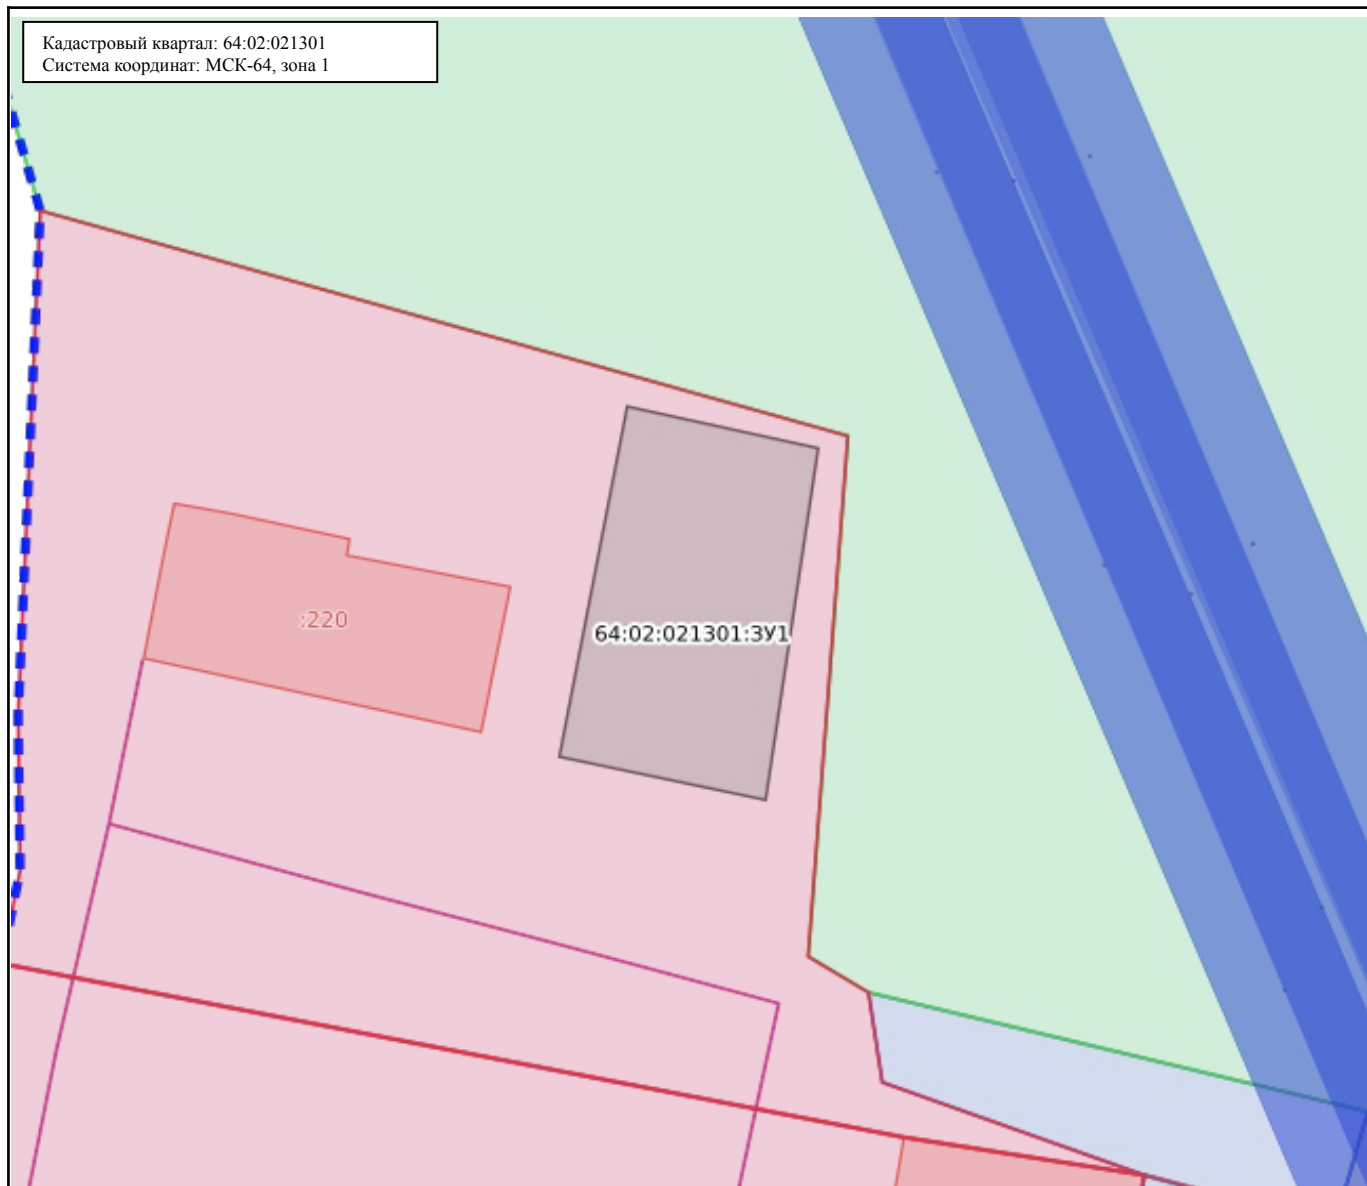 Кадастровый квартал: 64:02:021301
Система координат: МСК-64, зона 1
:220
64:02:021301:ЗУ1